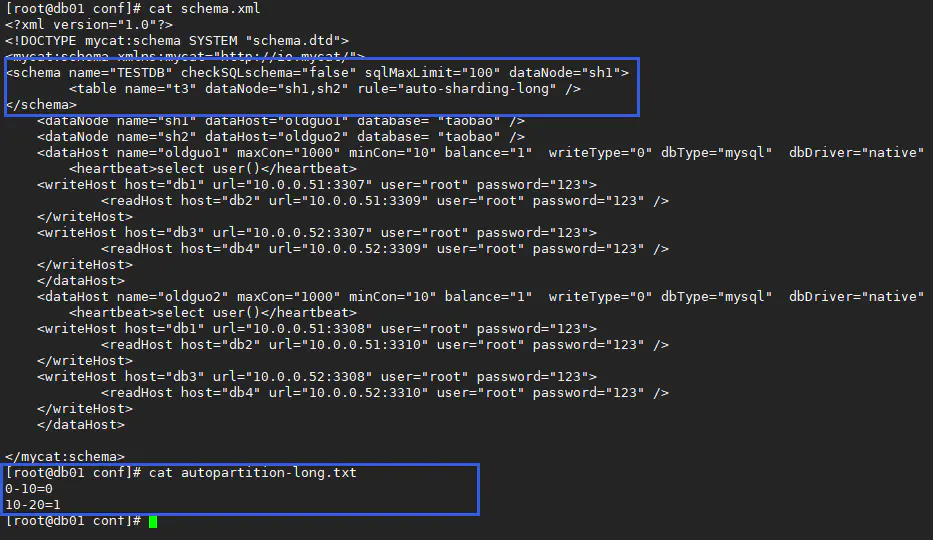 [root@db01 conf]# cat schema.xml
<?xml version="1.0"?>
<!DOCTYPE mycat:schema SYSTEM "schema.dtd">
<mycat:schema xmlns:mycat="http://io.mycat/">
<schema name="TESTDB" checkSQLschema="false" sqlMaxLimit="100" dataNode="sh1">
        <table name="t3" dataNode="sh1,sh2" rule="auto-sharding-long" />
</schema>
    <dataNode name="sh1" dataHost="oldguo1" database= "taobao" />
    <dataNode name="sh2" dataHost="oldguo2" database= "taobao" />
    <dataHost name="oldguo1" maxCon="1000" minCon="10" balance="1"  writeType="0" dbType="mysql"  dbDriver="native"
        <heartbeat>select user()</heartbeat>
    <writeHost host="db1" url="10.0.0.51:3307" user="root" password="123">
            <readHost host="db2" url="10.0.0.51:3309" user="root" password="123" />
    </writeHost>
    <writeHost host="db3" url="10.0.0.52:3307" user="root" password="123">
            <readHost host="db4" url="10.0.0.52:3309" user="root" password="123" />
    </writeHost>
    </dataHost>
    <dataHost name="oldguo2" maxCon="1000" minCon="10" balance="1"  writeType="0" dbType="mysql"  dbDriver="native"
        <heartbeat>select user()</heartbeat>
    <writeHost host="db1" url="10.0.0.51:3308" user="root" password="123">
            <readHost host="db2" url="10.0.0.51:3310" user="root" password="123" />
    </writeHost>
    <writeHost host="db3" url="10.0.0.52:3308" user="root" password="123">
            <readHost host="db4" url="10.0.0.52:3310" user="root" password="123" />
    </writeHost>
    </dataHost>
</mycat:schema>
[root@db01 conf]# cat autopartition-long.txt
0-10=0
10-20=1
[root@db01 conf]#